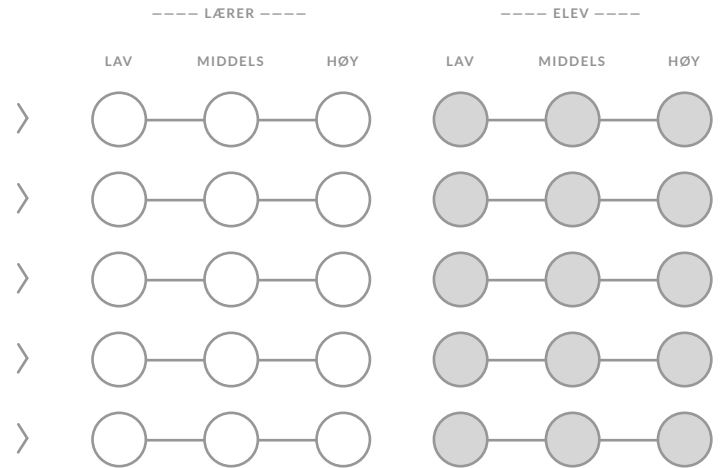 ———— LÆRER ————
———— ELEV ————
LAV MIDDELS HØY
LAV MIDDELS HØY